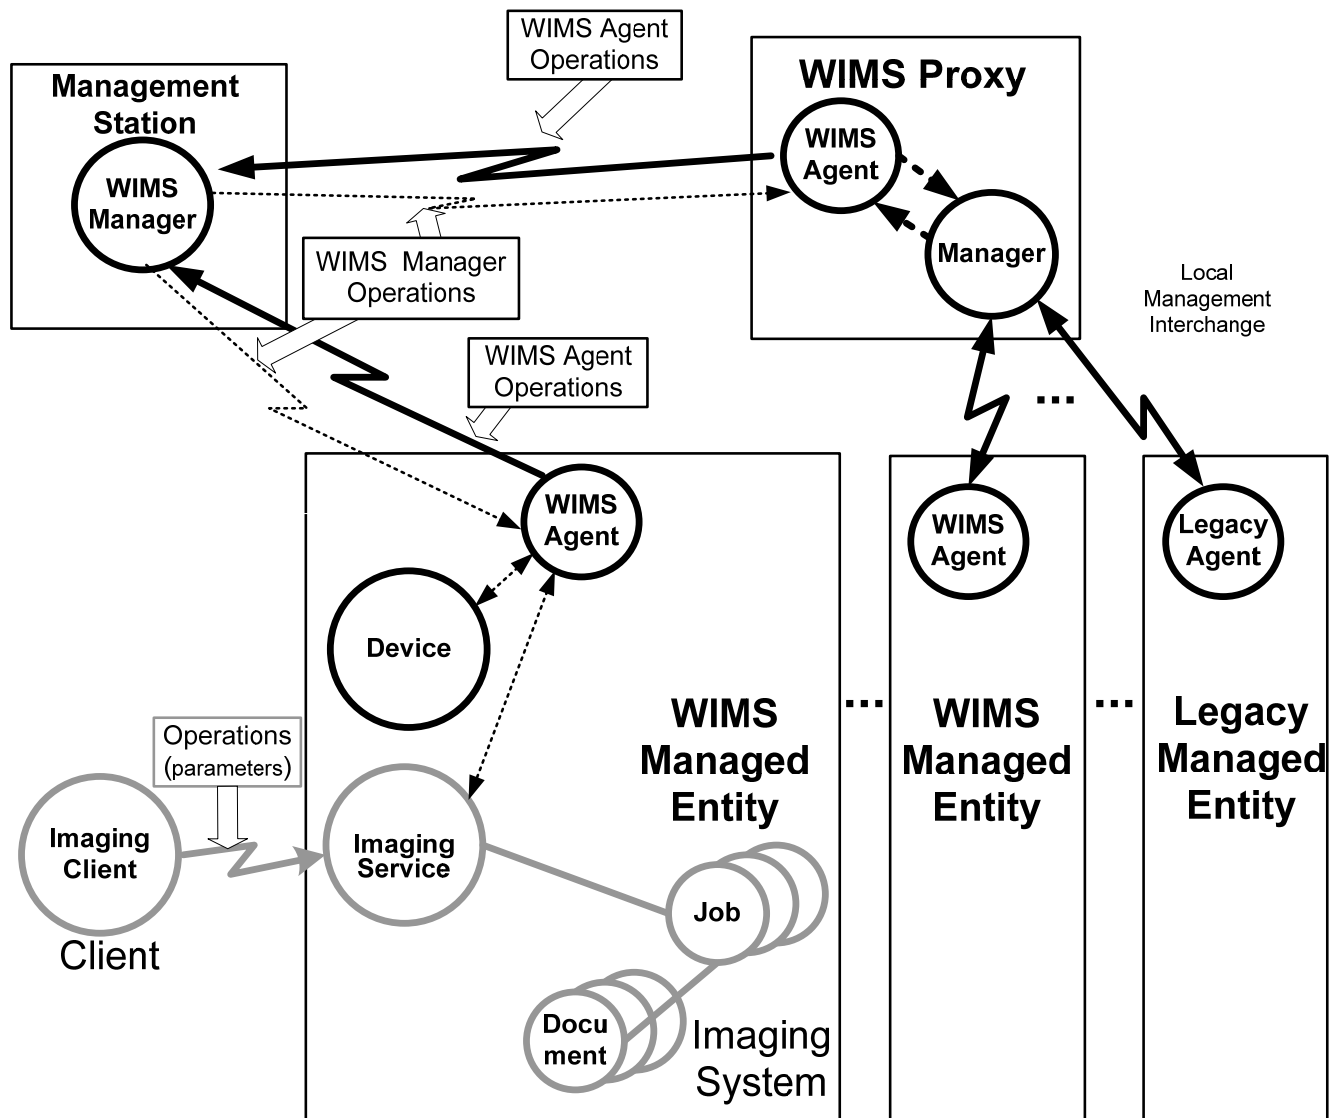 WIMS Agent
Operations
Management
Station
WIMS Proxy
WIMS
Agent
WIMS
Manager
Manager
WIMS Manager
Operations
Local
Management
Interchange
WIMS Agent
Operations
...
WIMS
Agent
WIMS
Agent
Legacy
Agent
Device
WIMS
Managed
Entity
...
WIMS
Managed
Entity
...
Legacy
Managed
Entity
Operations
(parameters)
Imaging
Client
Client
Imaging
Service
Job
Docu
ment
Imaging
System